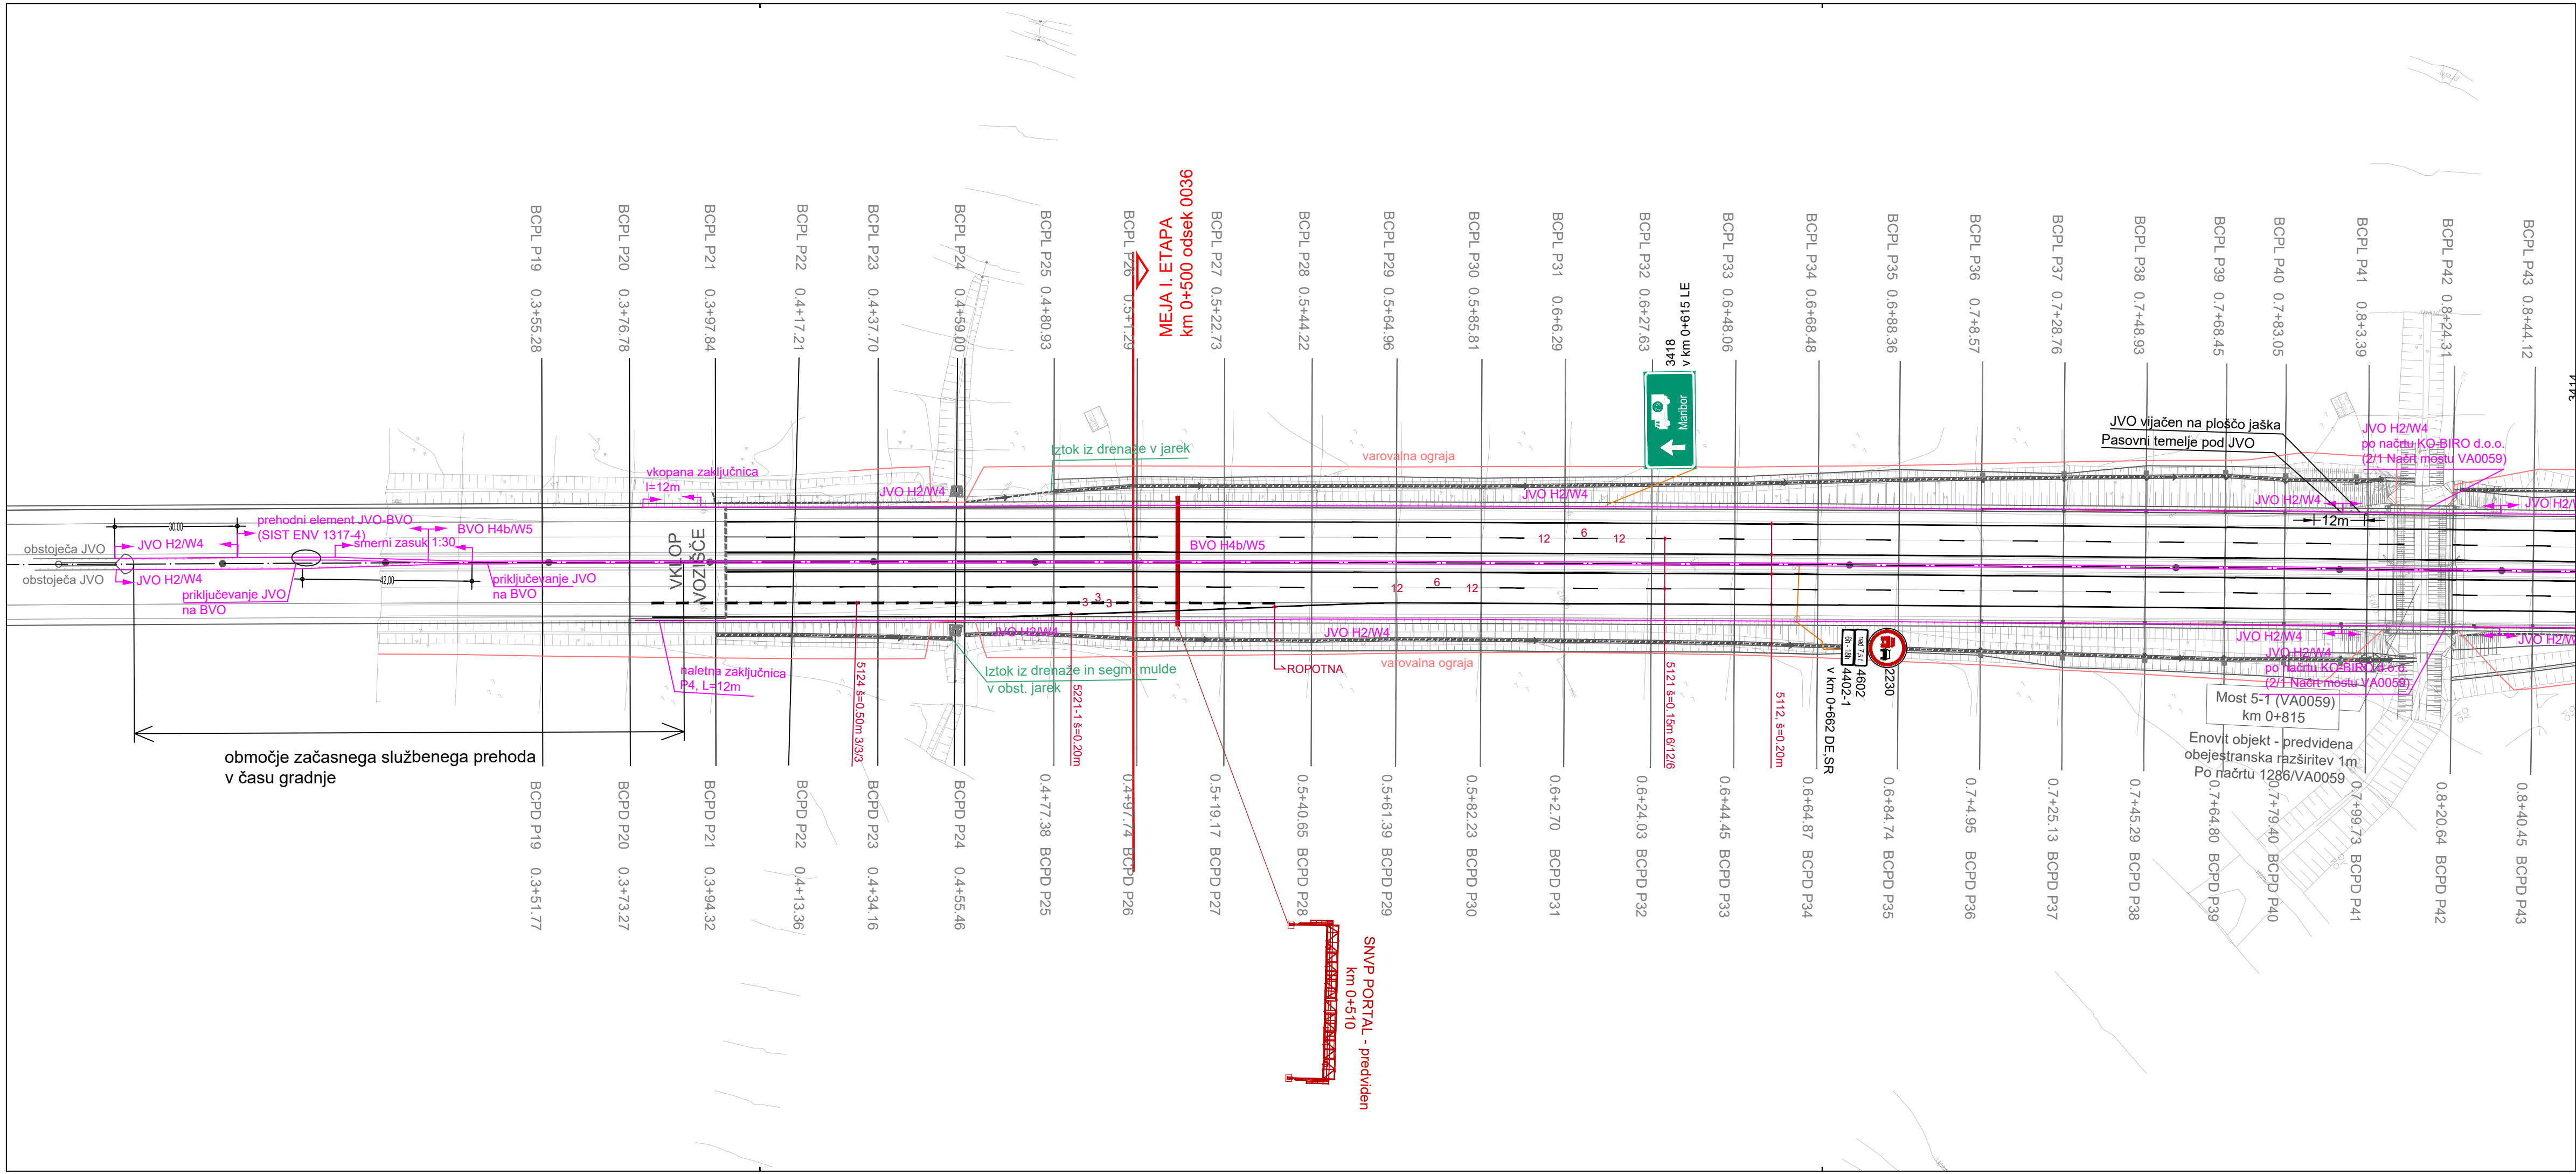 BCPL P19 0.3+55.28
BCPL P20 0.3+76.78
BCPL P21 0.3+97.84
BCPL P22 0.4+17.21
BCPL P23 0.4+37.70
BCPL P24 0.4+59.00
BCPL P25 0.4+80.93
BCPL P26 0.5+1.29
MEJA I. ETAPA
km 0+500 odsek 0036
BCPL P27 0.5+22.73
BCPL P28 0.5+44.22
BCPL P29 0.5+64.96
BCPL P30 0.5+85.81
BCPL P31 0.6+6.29
BCPL P32 0.6+27.63
3418
v km 0+615 LE
Maribor
BCPL P33 0.6+48.06
BCPL P34 0.6+68.48
BCPL P35 0.6+88.36
BCPL P36 0.7+8.57
BCPL P37 0.7+28.76
BCPL P38 0.7+48.93
BCPL P39 0.7+68.45
BCPL P40 0.7+83.05
BCPL P41 0.8+3.39
BCPL P42 0.8+24.31
BCPL P43 0.8+44.12
JVO vijačen na ploščo jaška
Pasovni temelje pod JVO
JVO H2/W4
po načrtu KO-BIRO d.o.o.
(2/1 Načrt mostu VA0059)
Iztok iz drenaže v jarek
varovalna ograja
vkopana zaključnica
l=12m
JVO H2/W4
JVO H2/W4
JVO H2/W4
12m
30,00
prehodni element JVO-BVO
(SIST ENV 1317-4)
BVO H4b/W5
obstoječa JVO
JVO H2/W4
smerni zasuk 1:30
VKLOP
VOZIŠČE
BVO H4b/W5
12 6 12
obstoječa JVO
JVO H2/W4
42,00
priključevanje JVO
na BVO
priključevanje JVO
na BVO
12 6 12
3 3 3
JVO H2/W4
JVO H2/W4
JVO H2/W4
naletna zaključnica
P4, L=12m
Iztok iz drenaže in segm. mulde
v obst. jarek
ROPOTNA
varovalna ograja
5124 š=0.50m 3/3/3
5221-1 š=0.20m
5121 š=0.15m 6/12/6
5112, š=0.20m
2230
4602
4402-1
v km 0+662 DE,SR
nad 7,5 t
6h - 18h
JVO H2/W4
po načrtu KO-BIRO d.o.o.
(2/1 Načrt mostu VA0059)
Most 5-1 (VA0059)
km 0+815
Enovit objekt - predvidena
obejestranska razširitev 1m
Po načrtu 1286/VA0059
območje začasnega službenega prehoda
v času gradnje
BCPD P19 0.3+51.77
BCPD P20 0.3+73.27
BCPD P21 0.3+94.32
BCPD P22 0.4+13.36
BCPD P23 0.4+34.16
BCPD P24 0.4+55.46
0.4+77.38 BCPD P25
0.4+97.74 BCPD P26
0.5+19.17 BCPD P27
0.5+40.65 BCPD P28
0.5+61.39 BCPD P29
0.5+82.23 BCPD P30
0.6+2.70 BCPD P31
0.6+24.03 BCPD P32
0.6+44.45 BCPD P33
0.6+64.87 BCPD P34
0.6+84.74 BCPD P35
0.7+4.95 BCPD P36
0.7+25.13 BCPD P37
0.7+45.29 BCPD P38
0.7+64.80 BCPD P39
0.7+79.40 BCPD P40
0.7+99.73 BCPD P41
0.8+20.64 BCPD P42
0.8+40.45 BCPD P43
SNVP PORTAL - predviden
km 0+510